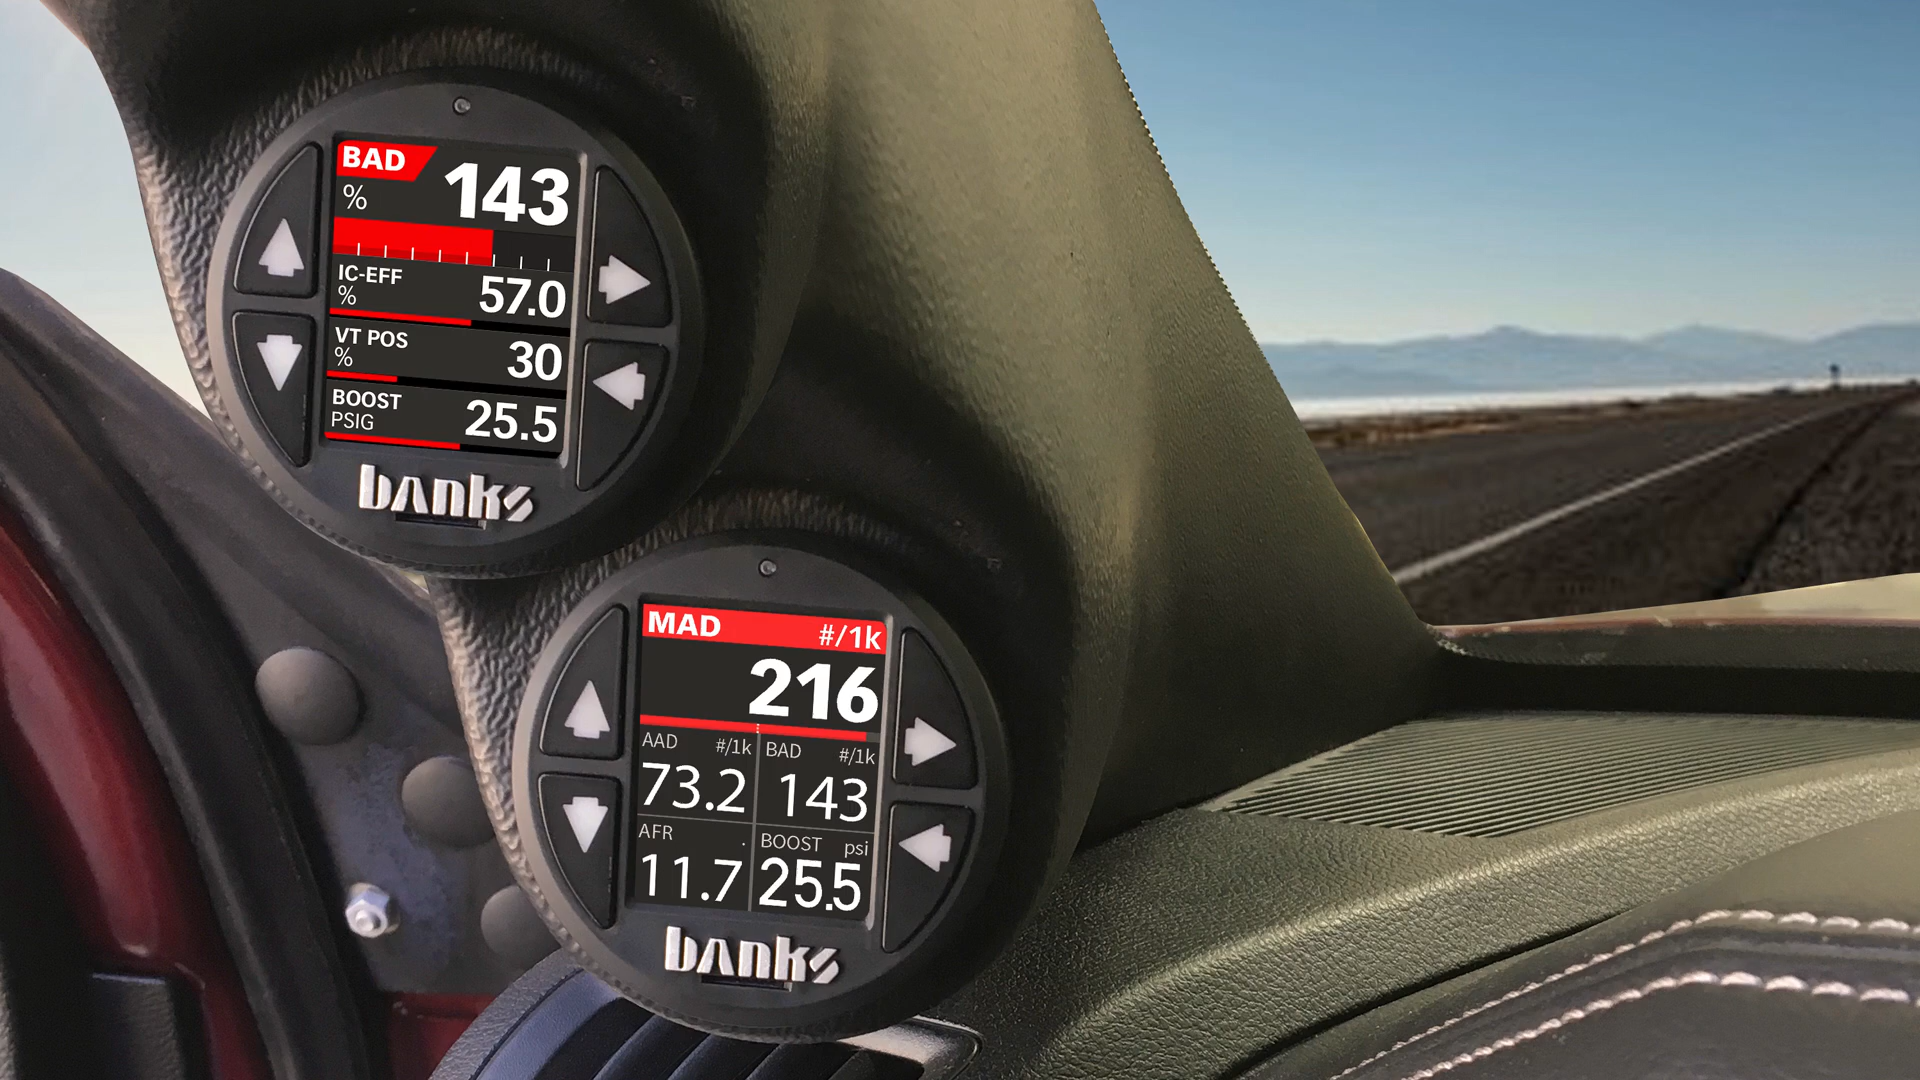 BAD
% 143
IC-EFF
% 57.0
VT POS
% 30
BOOST
PSIG 25.5
banks
MAD #/1k
216
AAD #/1k BAD #/1k
73.2 143
AFR . BOOST psi
11.7 25.5
banks